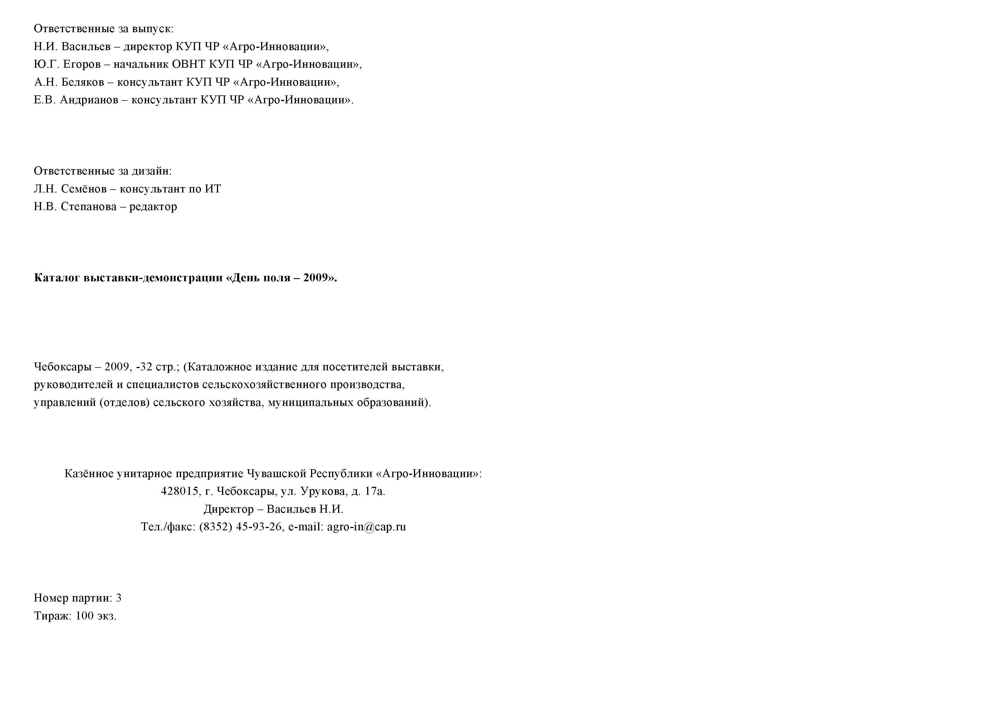 Ответственные за выпуск:
Н.И. Васильев – директор КУП ЧР «Агро-Инновации»,
Ю.Г. Егоров – начальник ОВНТ КУП ЧР «Агро-Инновации»,
А.Н. Беляков – консультант КУП ЧР «Агро-Инновации»,
Е.В. Андрианов – консультант КУП ЧР «Агро-Инновации».
Ответственные за дизайн:
Л.Н. Семёнов – консультант по ИТ
Н.В. Степанова – редактор
Каталог выставки-демонстрации «День поля – 2009».
Чебоксары – 2009, -32 стр.; (Каталожное издание для посетителей выставки,
руководителей и специалистов сельскохозяйственного производства,
управлений (отделов) сельского хозяйства, муниципальных образований).
Казённое унитарное предприятие Чувашской Республики «Агро-Инновации»:
428015, г. Чебоксары, ул. Урукова, д. 17а.
Директор – Васильев Н.И.
Тел./факс: (8352) 45-93-26, e-mail: agro-in@cap.ru
Номер партии: 3
Тираж: 100 экз.